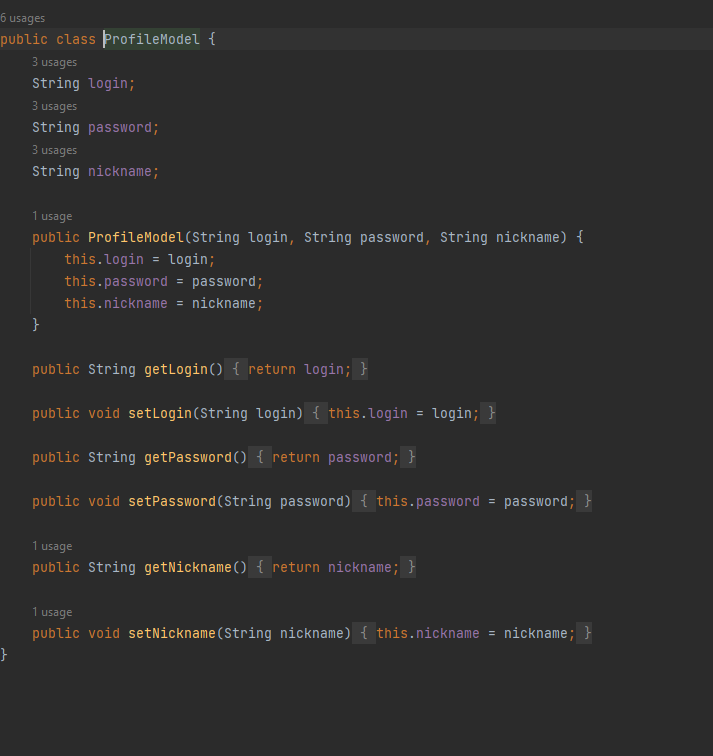 6 usages
public class ProfileModel {
3 usages
String login;
3 usages
String password;
3 usages
String nickname;
1 usage
public ProfileModel(String login, String password, String nickname) {
this.login = login;
this.password = password;
this.nickname = nickname;
}
public String getLogin() { return login; }
public void setLogin(String login) { this.login = login; }
public String getPassword() { return password; }
public void setPassword(String password) { this.password = password; }
1 usage
public String getNickname() { return nickname; }
1 usage
public void setNickname(String nickname) { this.nickname = nickname; }
}